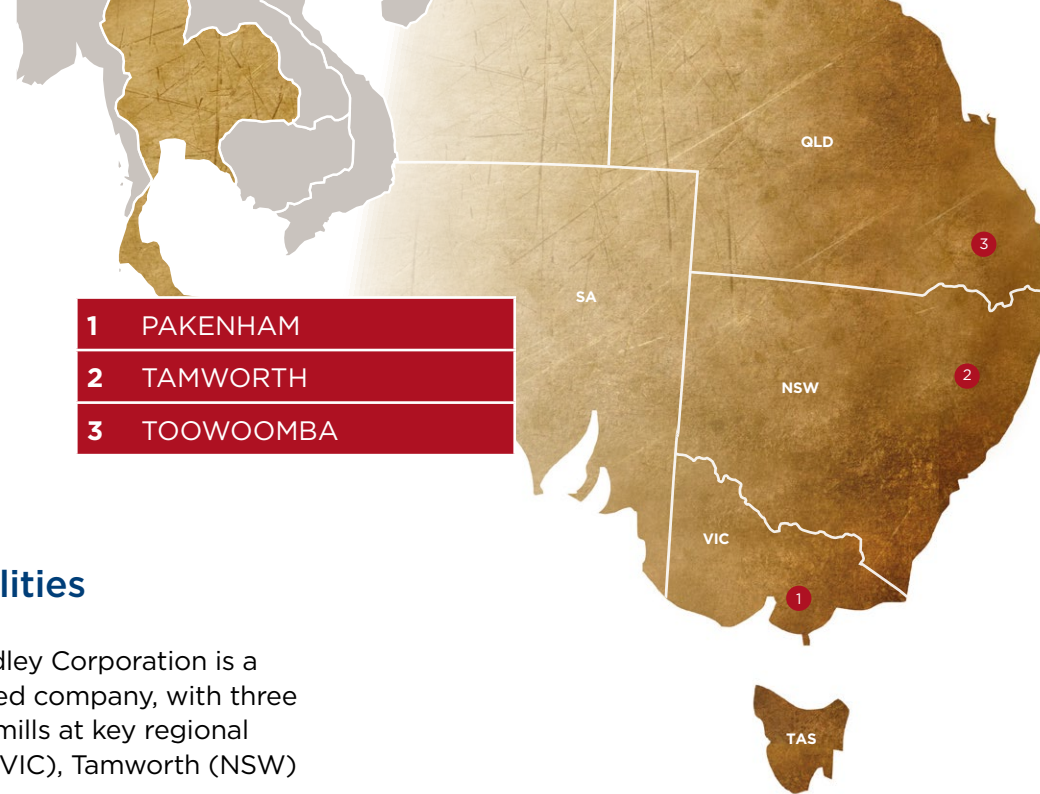 QLD
3
SA
1 PAKENHAM
2 TAMWORTH
3 TOOWOOMBA
2
NSW
VIC
1
TAS
lities
dley Corporation is a
ed company, with three
mills at key regional
VIC), Tamworth (NSW)